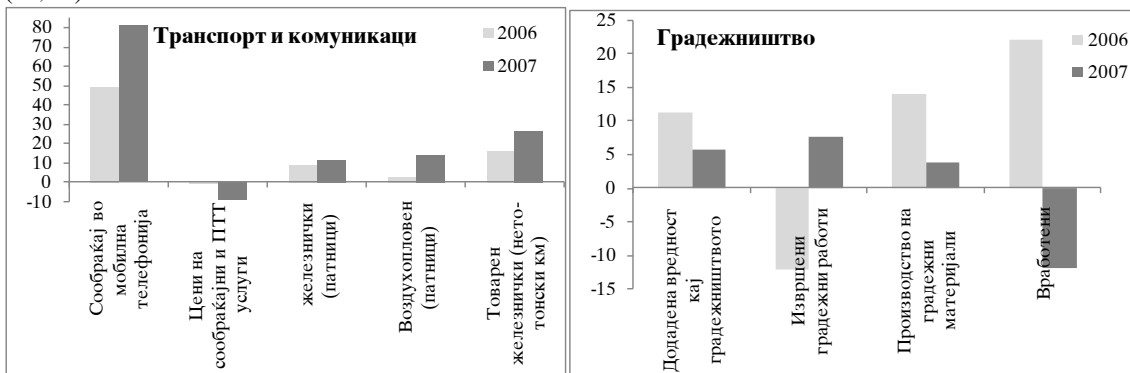 Транспорт и комуникаци
2006
2007
80
70
60
50
40
30
20
10
0
-10
Сообраќај во
мобилна
телефонија
Цени на
сообраќајни и ПТТ
услуги
железнички
(патници)
Воздухопловен
(патници)
Товарен
железнички (нето-
тонски км)
Градежништво
2006
2007
25
20
15
10
5
0
-5
-10
-15
Додадена вредност
кај
градежништвото
Извршени
градежни работи
Производство на
градежни
материјали
Вработени